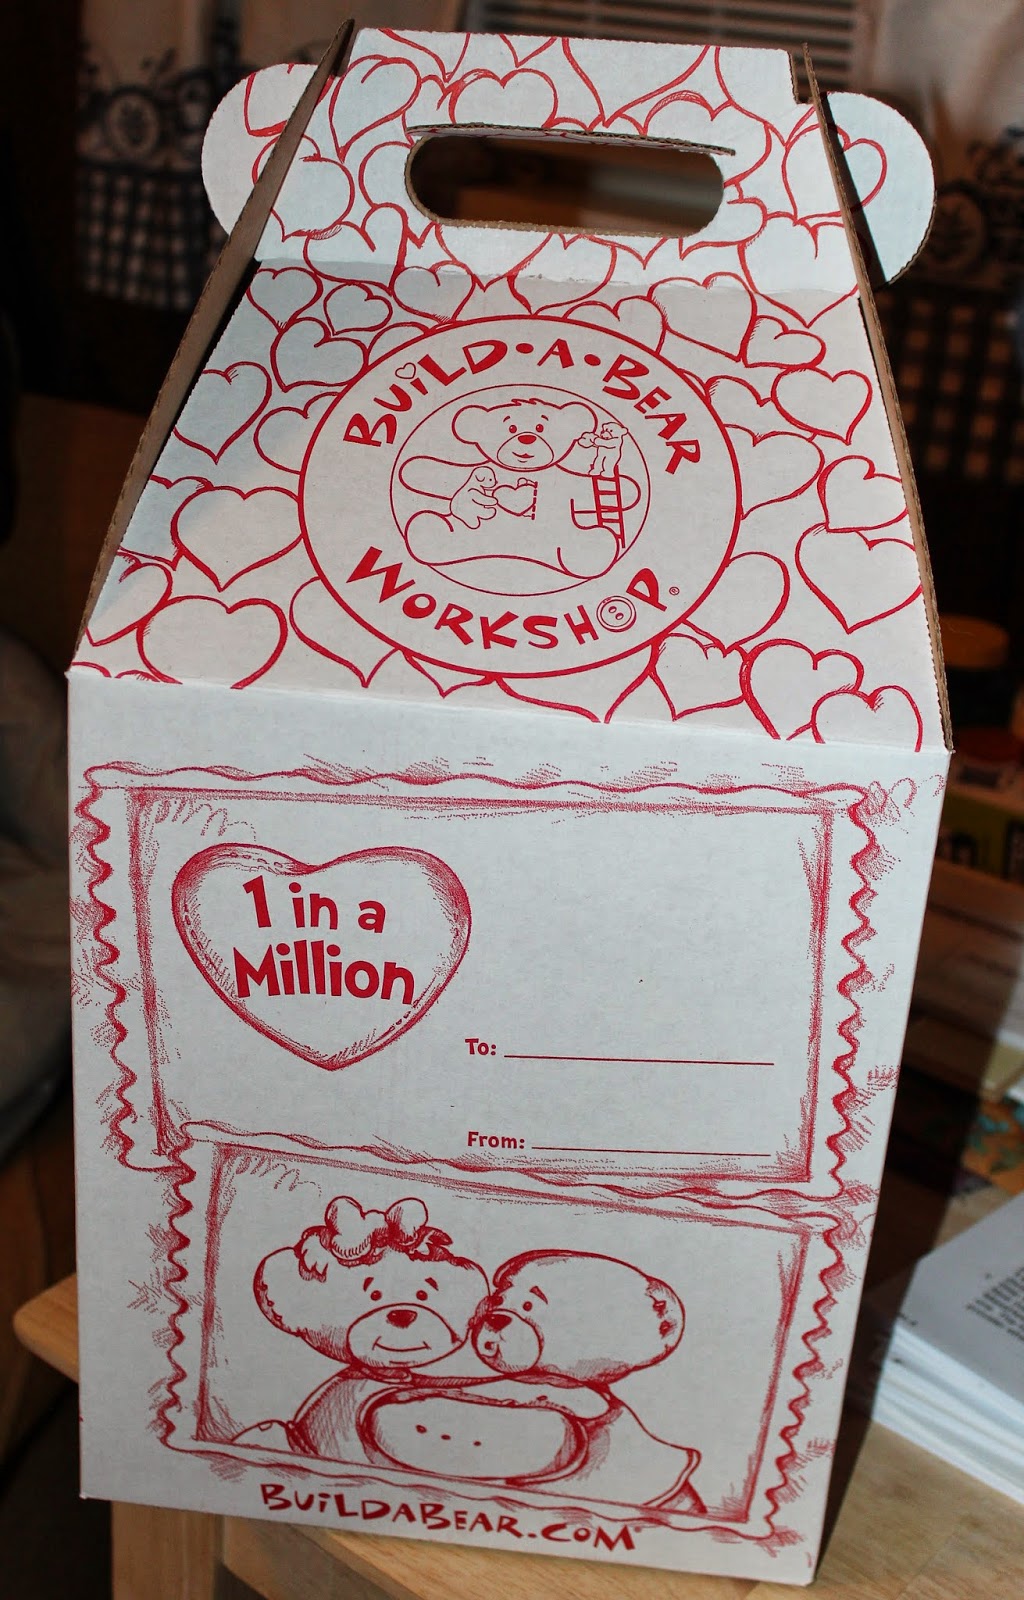 BUiLD•A•BEAR
WORKSHOP®
1 in a
Million
To:
From:
BUiLDABEAR.COM®